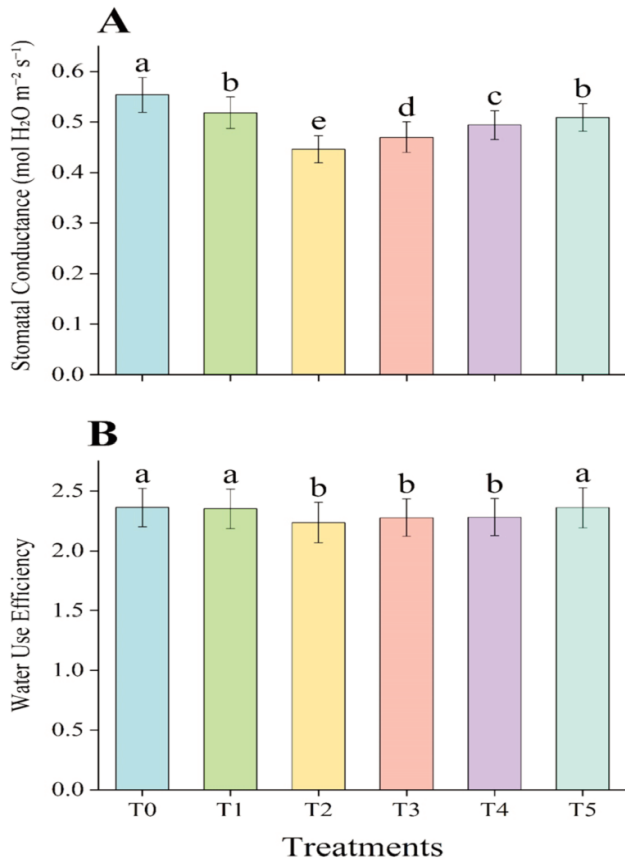 A
Stomatal Conductance (mol H₂O m⁻² s⁻¹)
0.6
0.5
0.4
0.3
0.2
0.1
0.0
a
b
e
d
c
b
B
Water Use Efficiency
2.5
2.0
1.5
1.0
0.5
0.0
a
a
b
b
b
a
T0 T1 T2 T3 T4 T5
Treatments